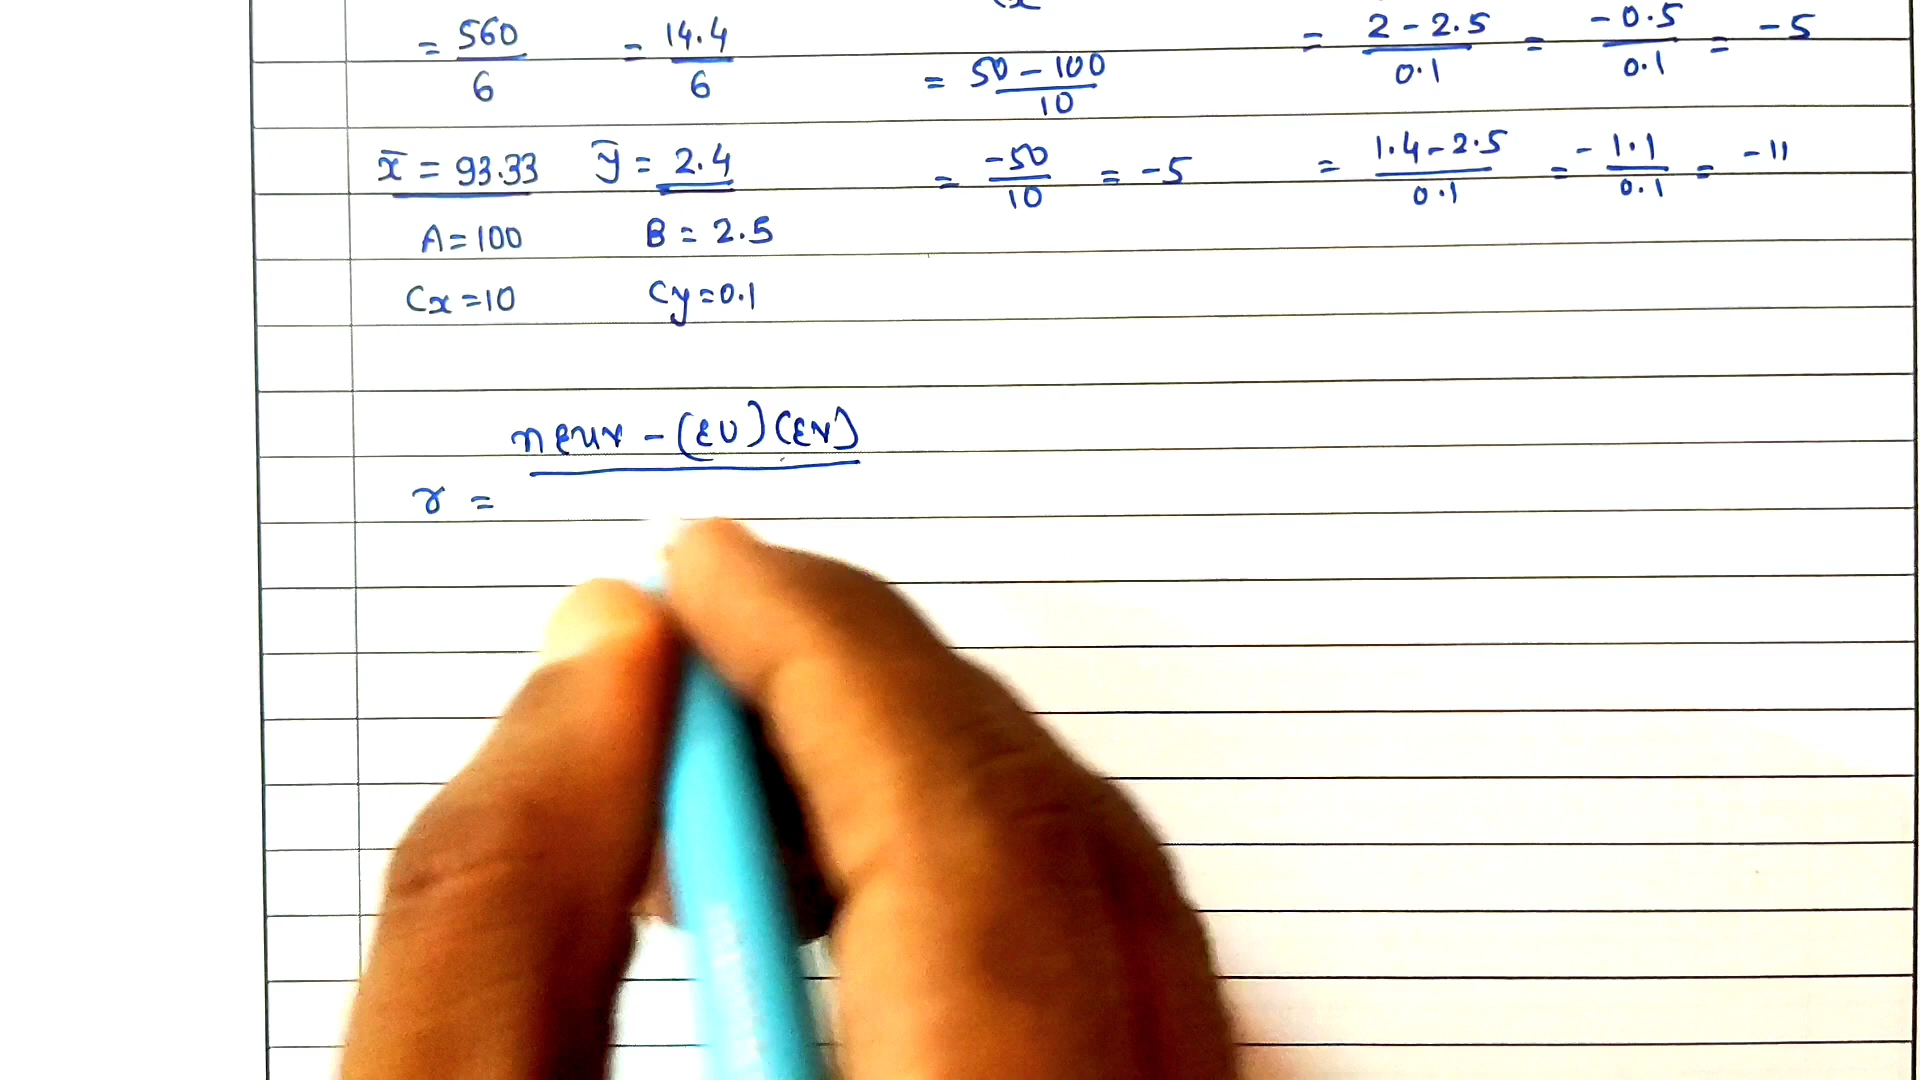 = 560/6 = 14.4/6 = 50-100/10 = 2-2.5/0.1 = -0.5/0.1 = -5
x̄ = 93.33 ȳ = 2.4 = -50/10 = -5 = 1.4-2.5/0.1 = -1.1/0.1 = -11
A=100 B = 2.5
Cx=10 Cy=0.1
r = nΣuv - (ΣU)(Σv)